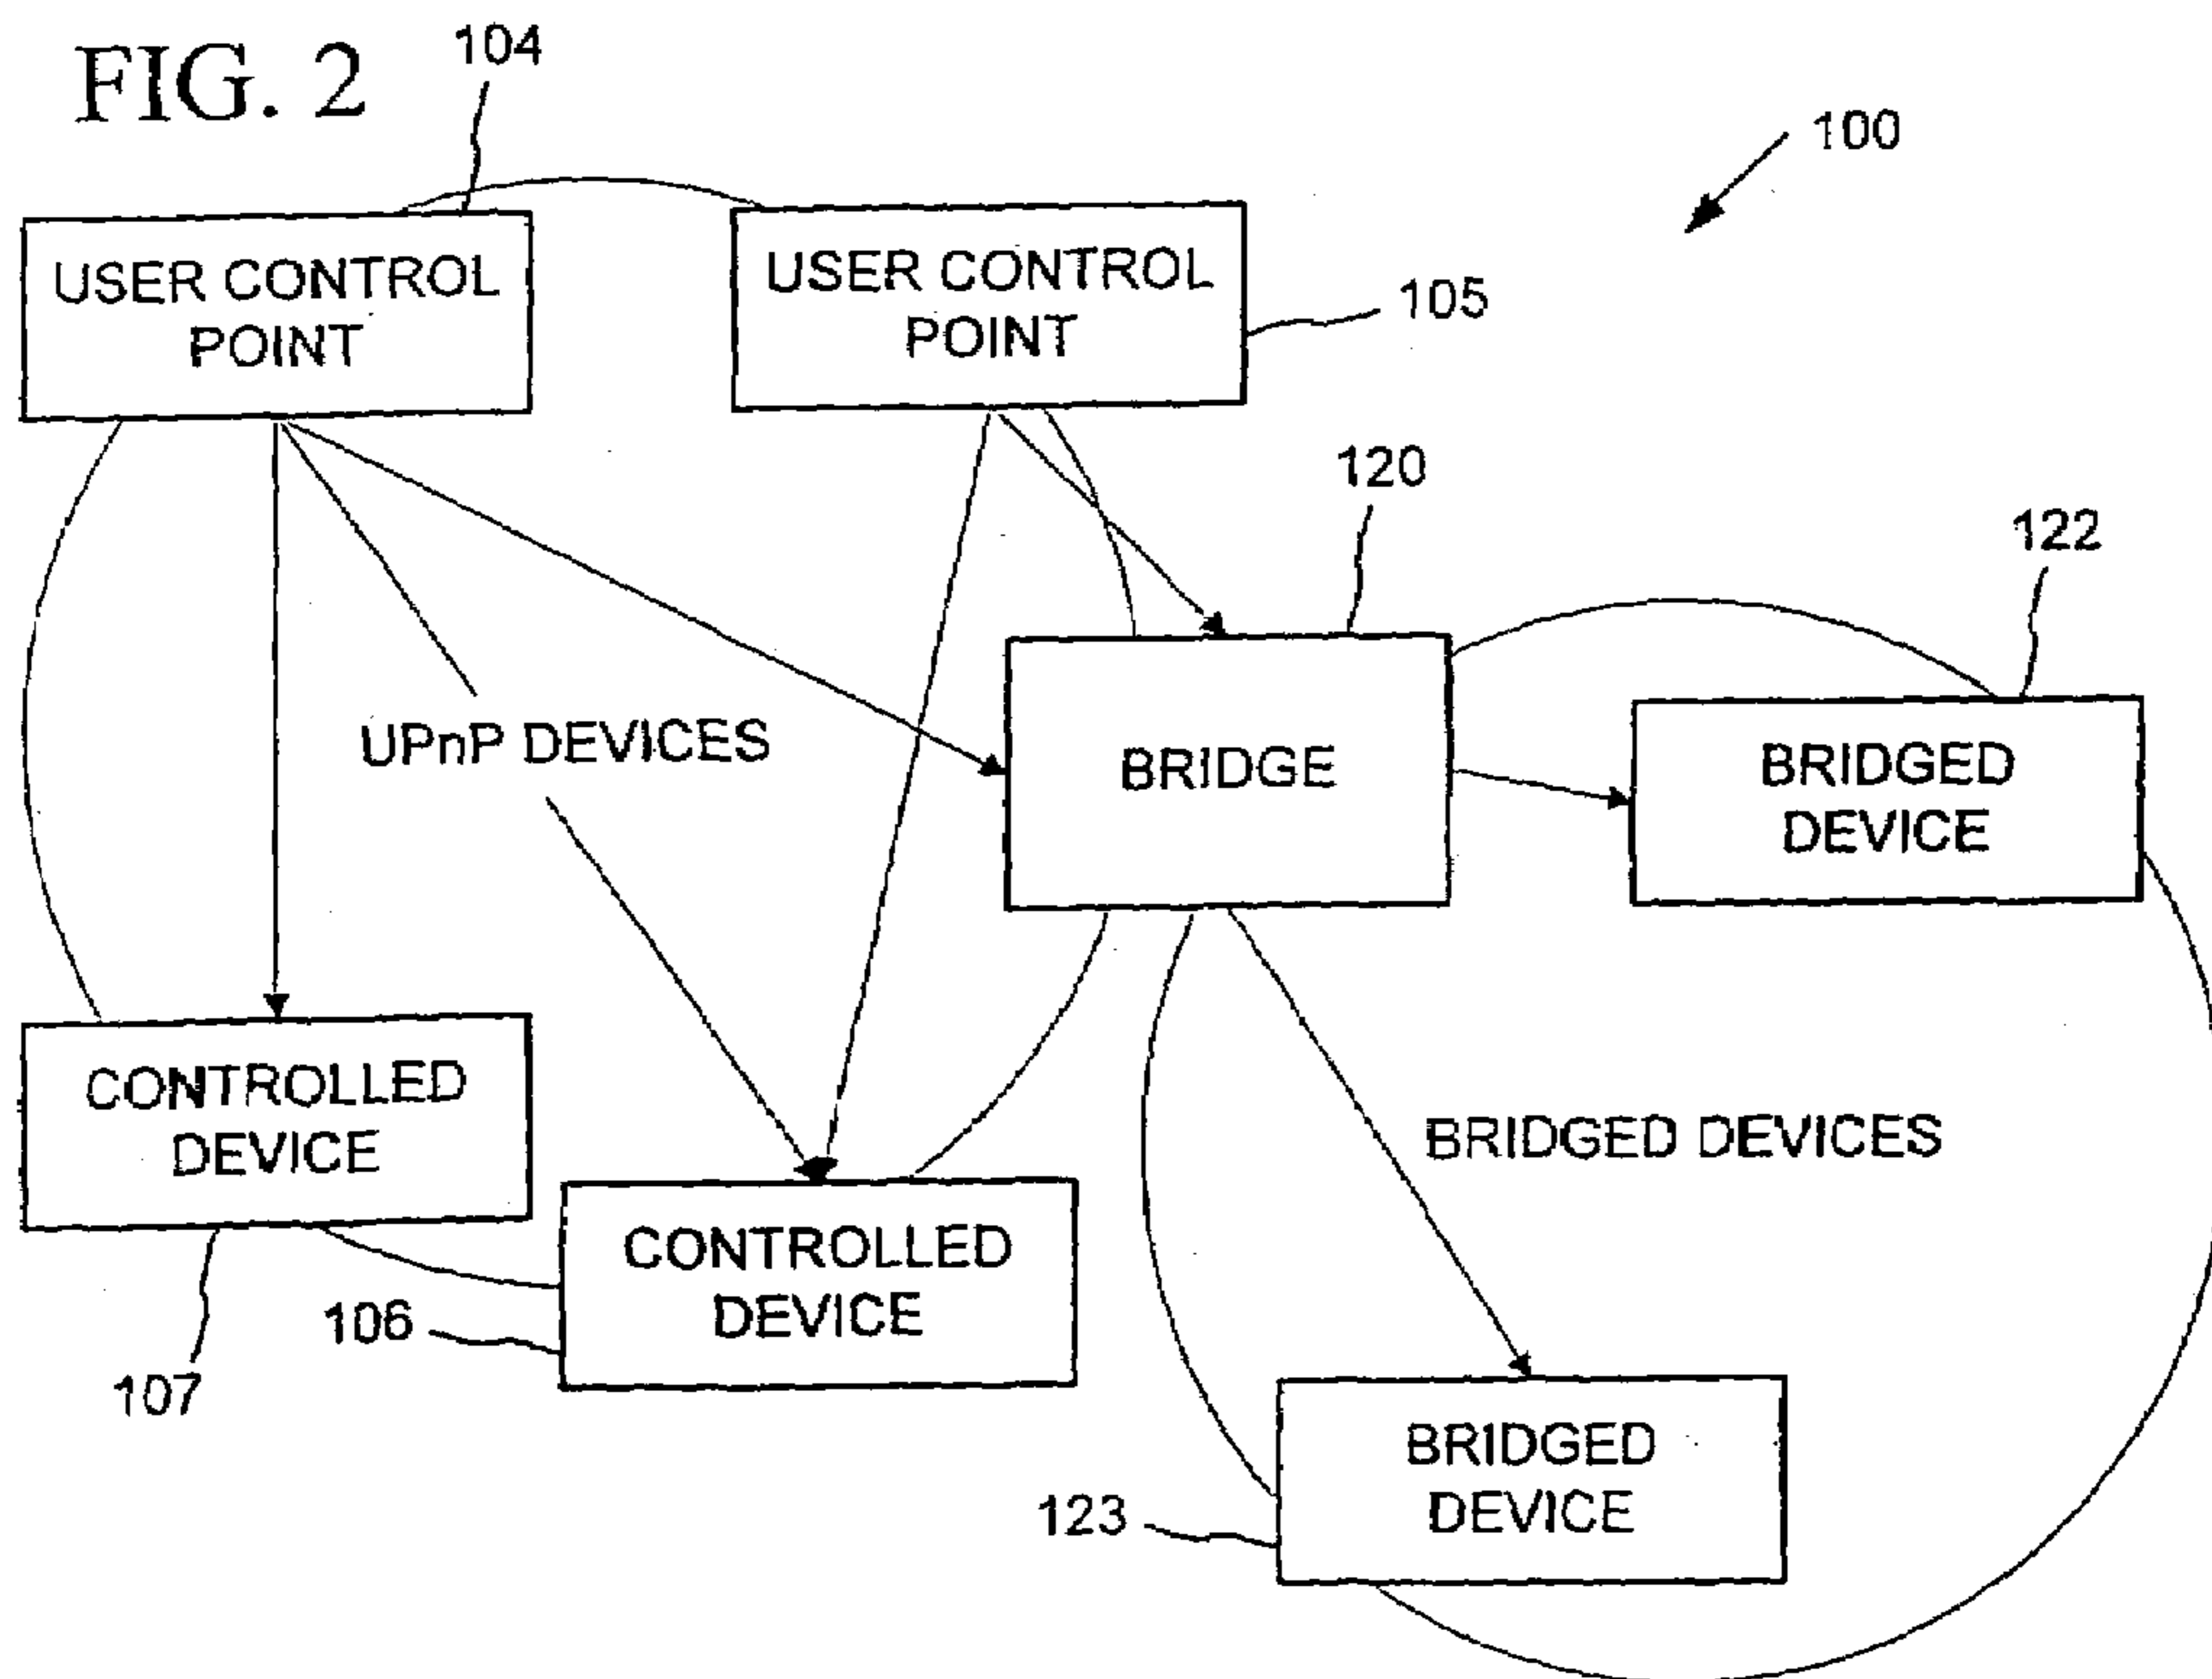 FIG. 2
104
100
USER CONTROL
POINT
USER CONTROL
POINT
105
120
122
UPnP DEVICES
BRIDGE
BRIDGED
DEVICE
CONTROLLED
DEVICE
BRIDGED DEVICES
CONTROLLED
DEVICE
106
107
BRIDGED
DEVICE
123